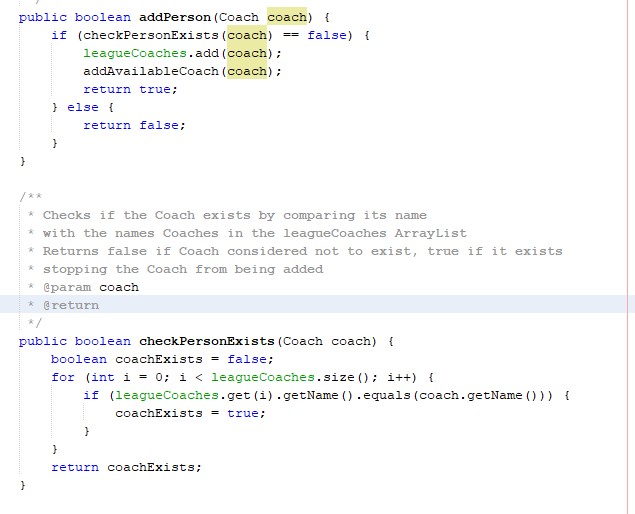 */
public boolean addPerson(Coach coach) {
    if (checkPersonExists(coach) == false) {
        leagueCoaches.add(coach);
        addAvailableCoach(coach);
        return true;
    } else {
        return false;
    }
}
/**
 * Checks if the Coach exists by comparing its name
 * with the names Coaches in the leagueCoaches ArrayList
 * Returns false if Coach considered not to exist, true if it exists
 * stopping the Coach from being added
 * @param coach
 * @return
 */
public boolean checkPersonExists(Coach coach) {
    boolean coachExists = false;
    for (int i = 0; i < leagueCoaches.size(); i++) {
        if (leagueCoaches.get(i).getName().equals(coach.getName())) {
            coachExists = true;
        }
    }
    return coachExists;
}